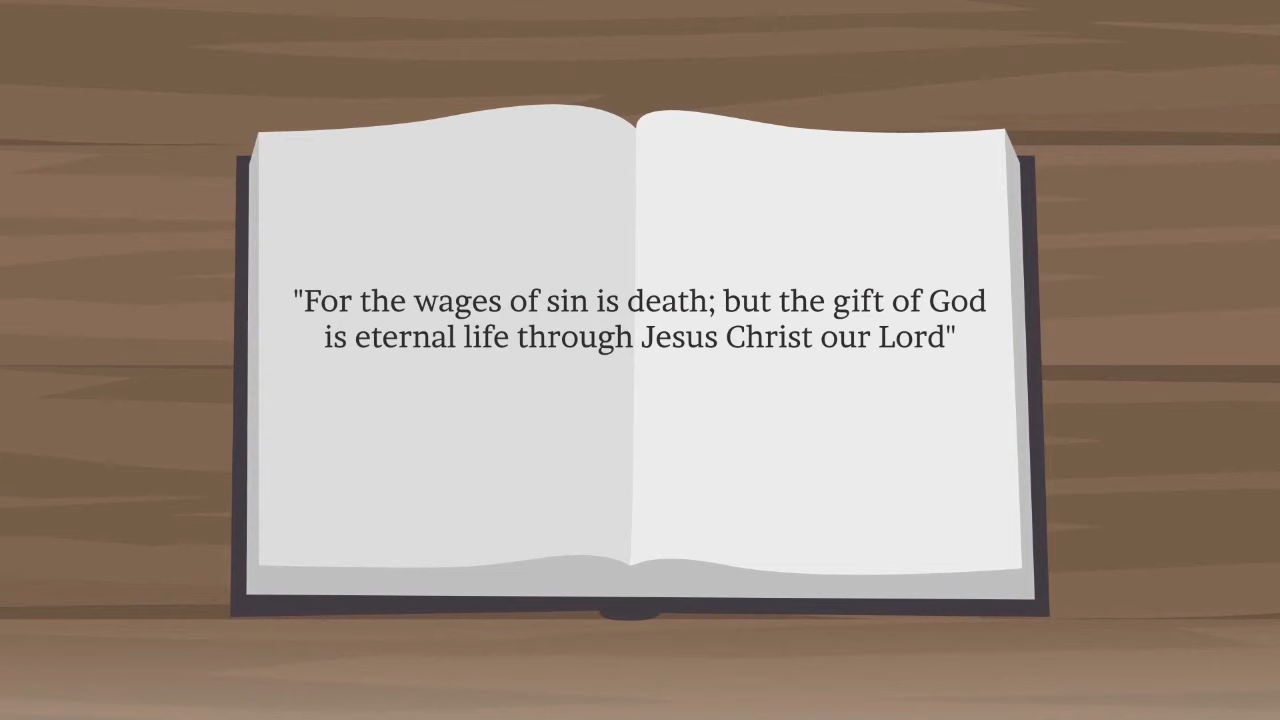 "For the wages of sin is death; but the gift of God
is eternal life through Jesus Christ our Lord"